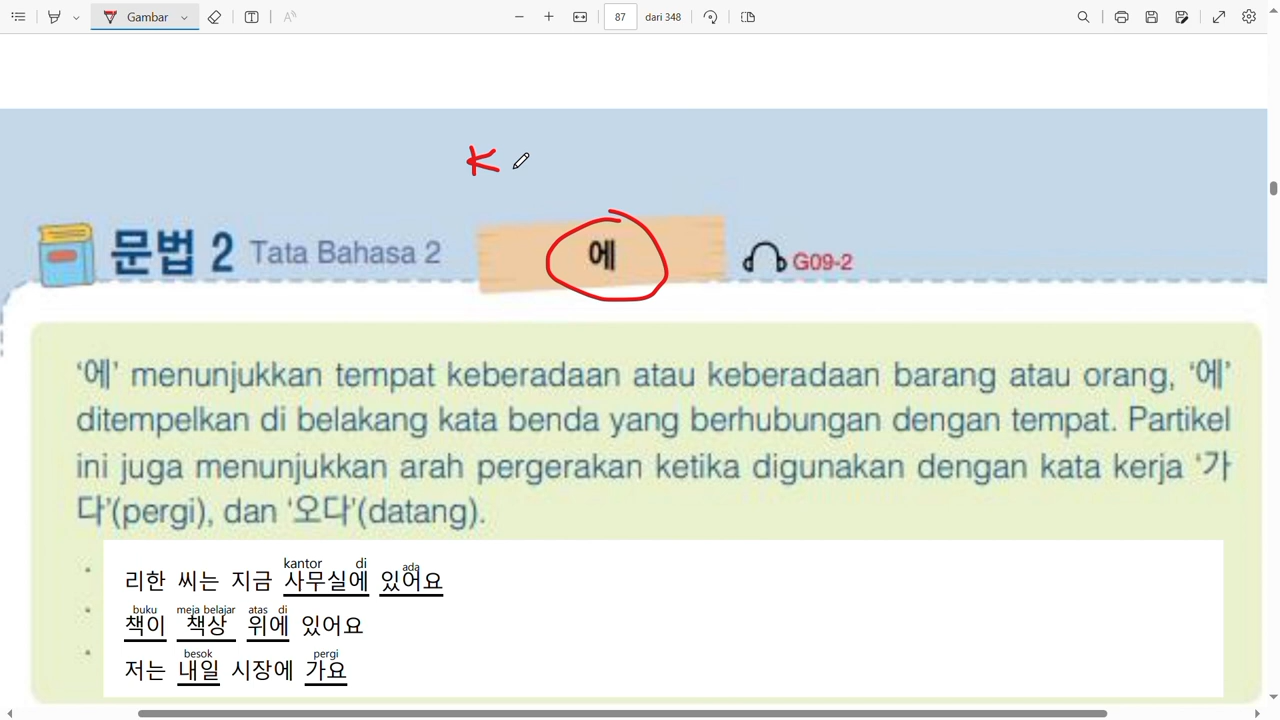 Gambar
87 dari 348
K
문법 2 Tata Bahasa 2 에 G09-2
'에' menunjukkan tempat keberadaan atau keberadaan barang atau orang, '에'
ditempelkan di belakang kata benda yang berhubungan dengan tempat. Partikel
ini juga menunjukkan arah pergerakan ketika digunakan dengan kata kerja '가
다'(pergi), dan '오다'(datang).
kantor di ada
리한 씨는 지금 사무실에 있어요
buku meja belajar atas di
책이 책상 위에 있어요
besok pergi
저는 내일 시장에 가요